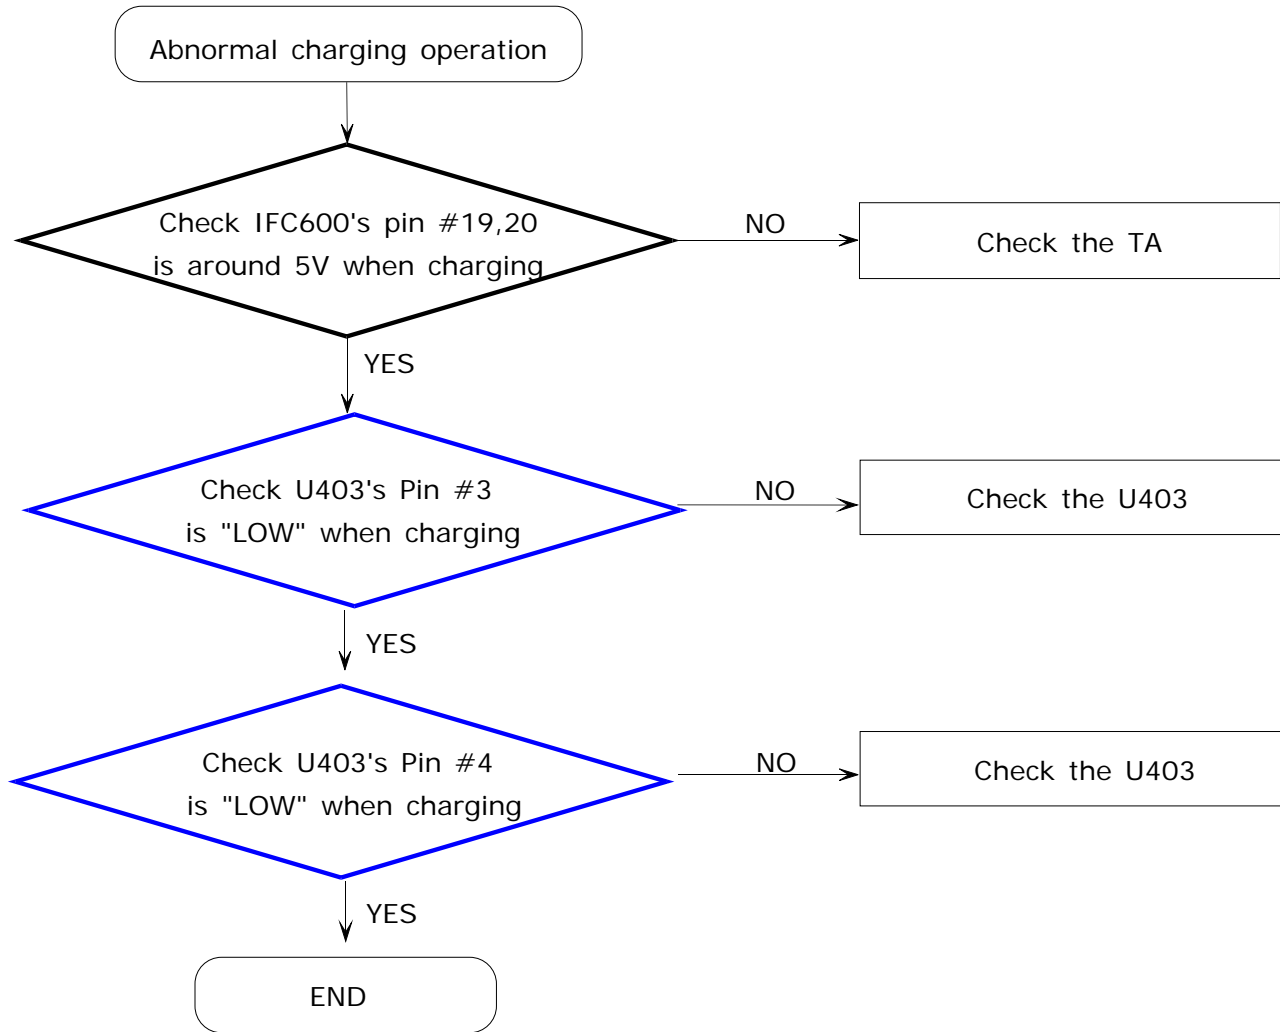 Abnormal charging operation
Check IFC600's pin #19,20
is around 5V when charging
NO
Check the TA
YES
Check U403's Pin #3
is "LOW" when charging
NO
Check the U403
YES
Check U403's Pin #4
is "LOW" when charging
NO
Check the U403
YES
END